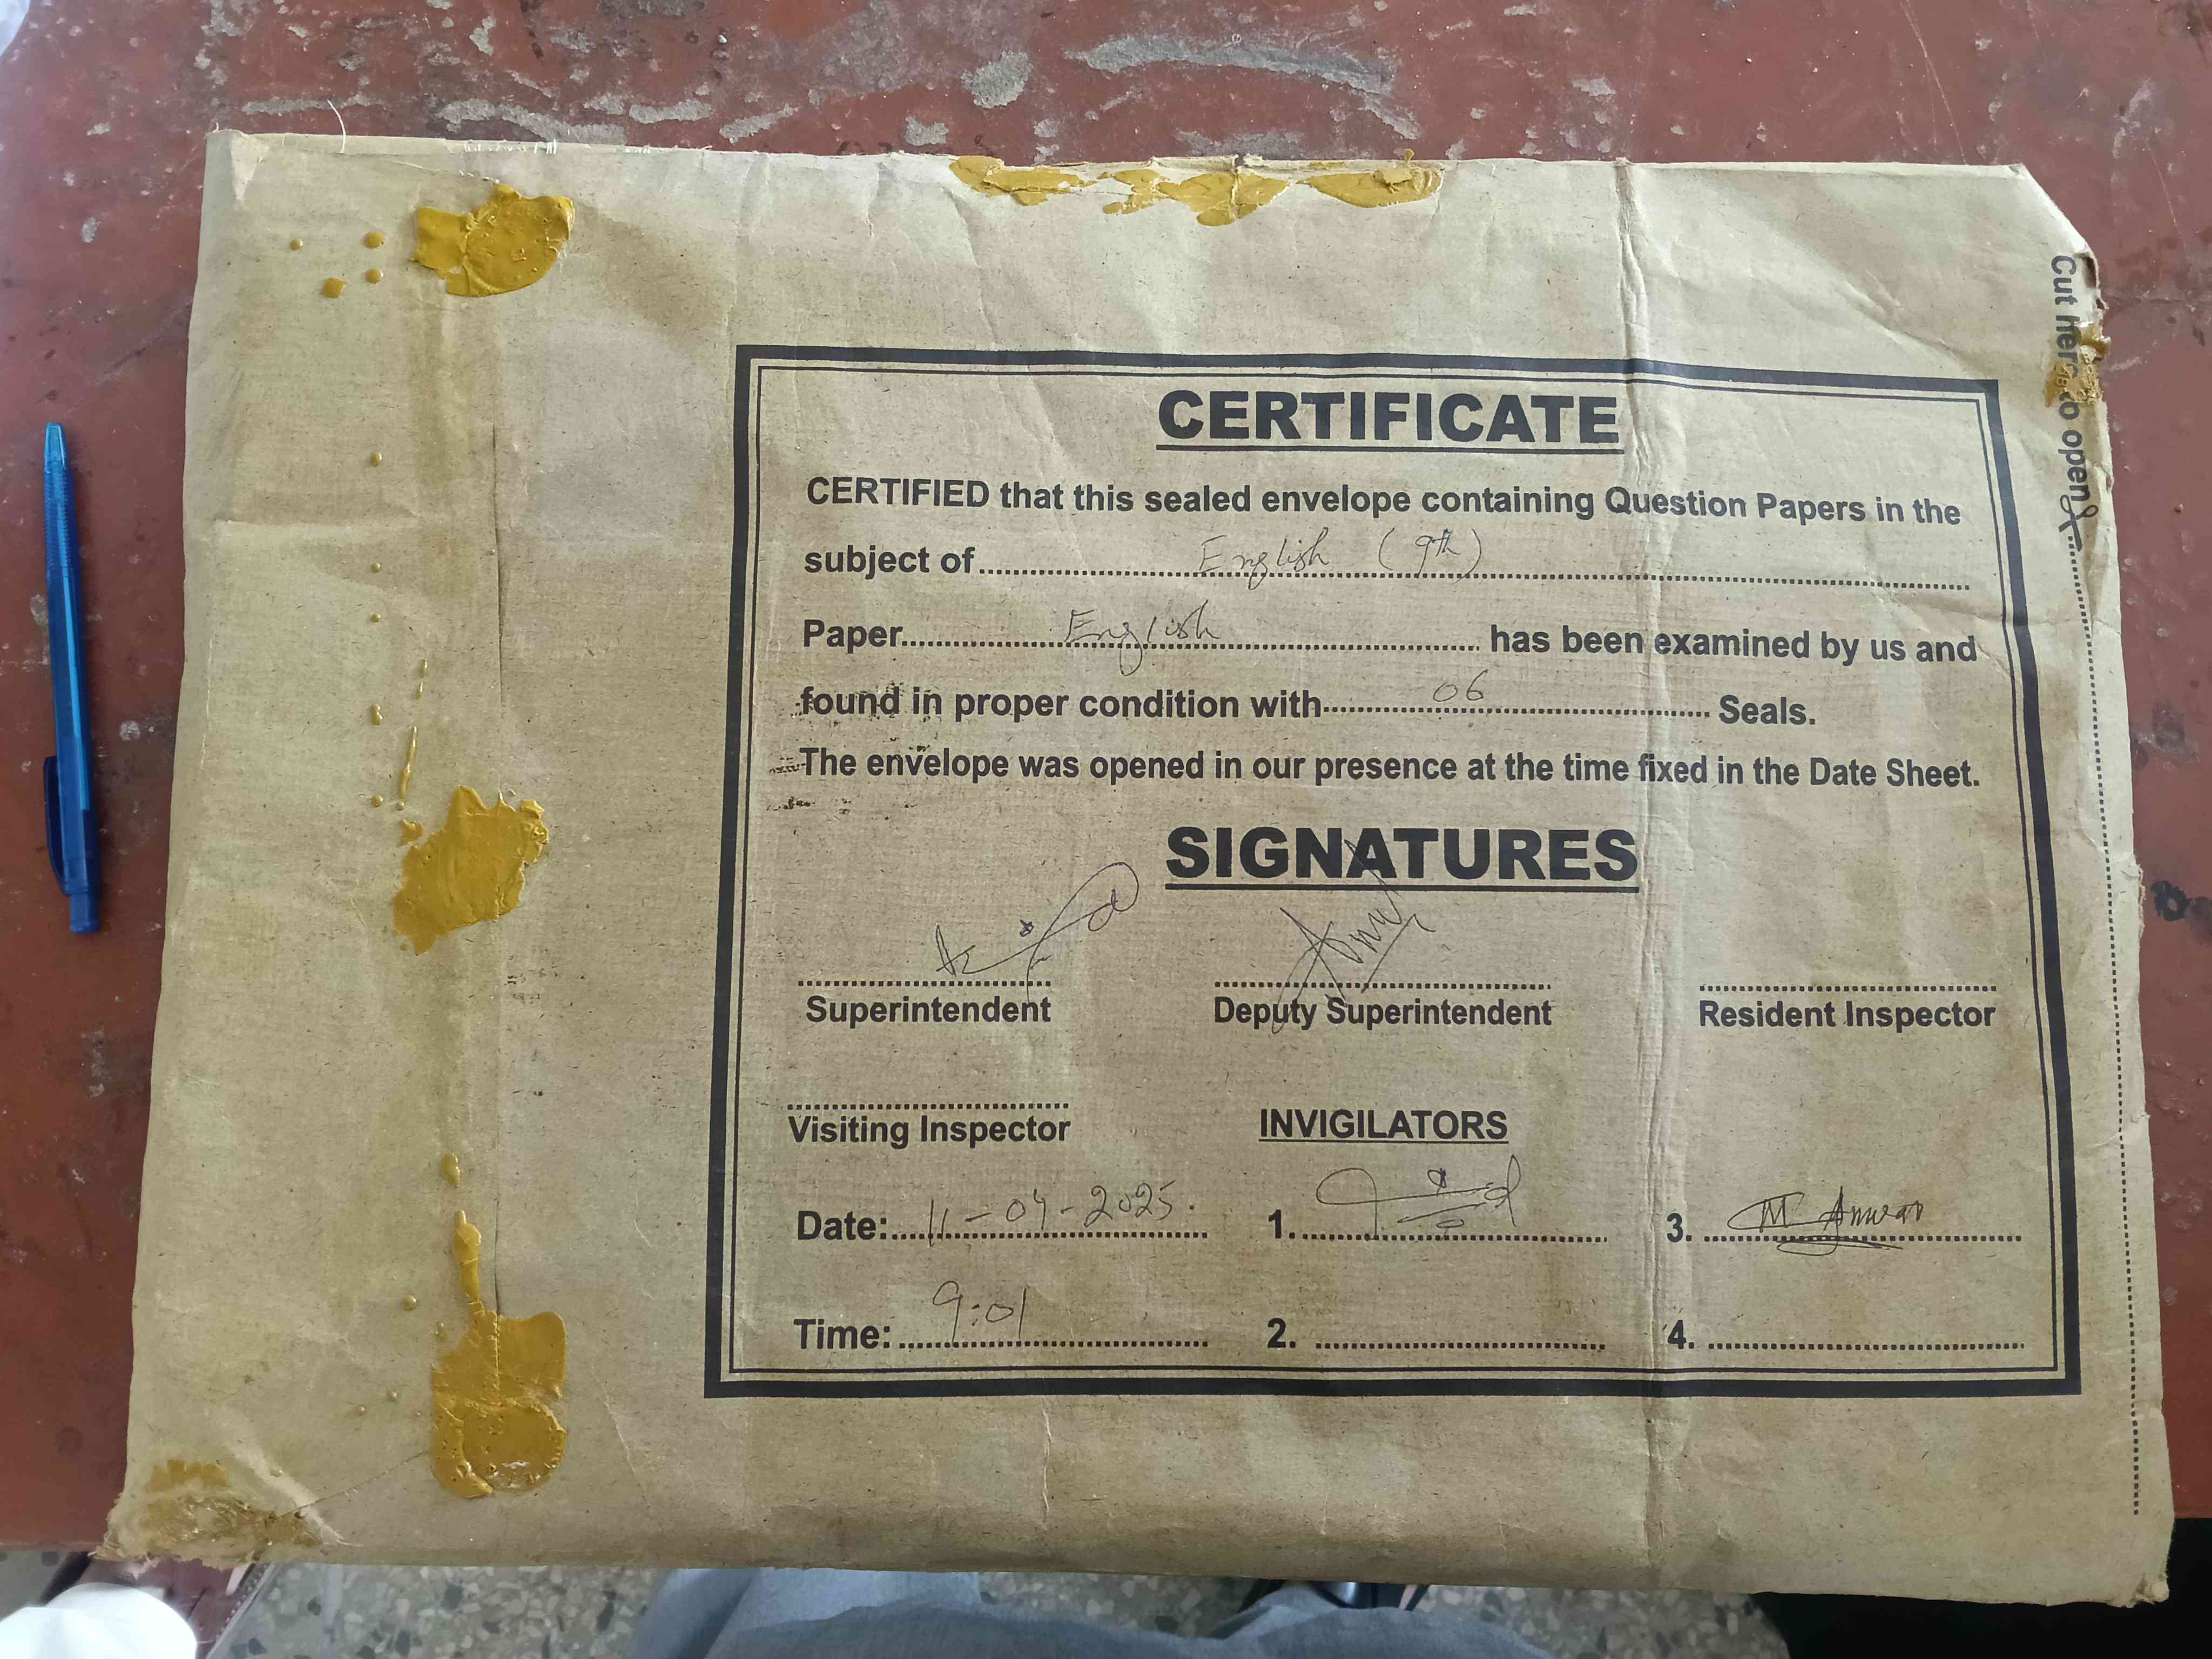 Cut here to open
CERTIFICATE
CERTIFIED that this sealed envelope containing Question Papers in the
subject of English (9th)
Paper English has been examined by us and
found in proper condition with 06 Seals.
The envelope was opened in our presence at the time fixed in the Date Sheet.
SIGNATURES
Superintendent Deputy Superintendent Resident Inspector
Visiting Inspector INVIGILATORS
Date: 11-04-2025. 1. 3. M Anwar
Time: 9:01 2. 4.